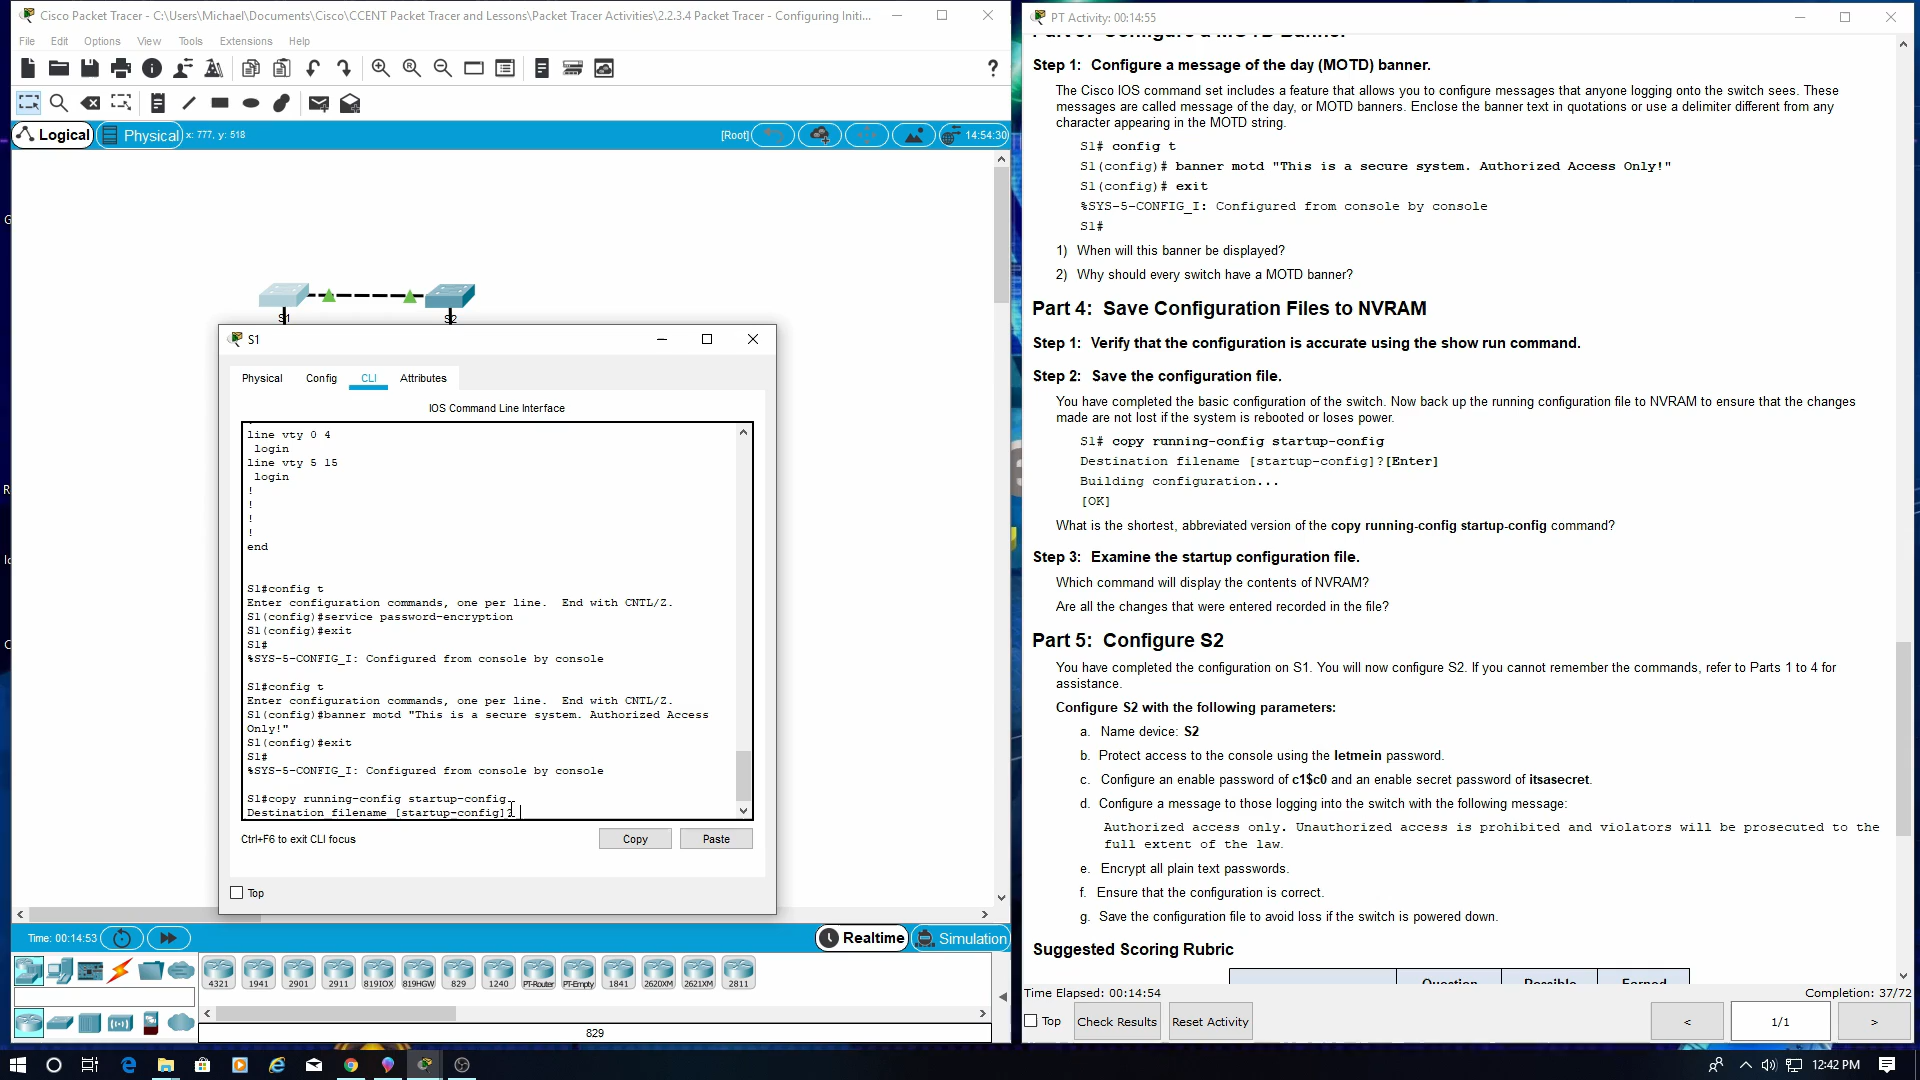 Cisco Packet Tracer - C:\Users\Michael\Documents\Cisco\CCENT Packet Tracer and Lessons\Packet Tracer Activities\2.2.3.4 Packet Tracer - Configuring Initi...
File Edit Options View Tools Extensions Help
Logical Physical x: 777, y: 518 [Root] 14:54:30
S1 S2
S1
Physical Config CLI Attributes
IOS Command Line Interface
line vty 0 4
login
line vty 5 15
login
!
!
!
!
end
S1#config t
Enter configuration commands, one per line. End with CNTL/Z.
S1(config)#service password-encryption
S1(config)#exit
S1#
%SYS-5-CONFIG_I: Configured from console by console
S1#config t
Enter configuration commands, one per line. End with CNTL/Z.
S1(config)#banner motd "This is a secure system. Authorized Access
Only!"
S1(config)#exit
S1#
%SYS-5-CONFIG_I: Configured from console by console
S1#copy running-config startup-config
Destination filename [startup-config]?
Ctrl+F6 to exit CLI focus Copy Paste
Top
Time: 00:14:53 Realtime Simulation
4321 1941 2901 2911 819IOX 819HGW 829 1240 PT-Router PT-Empty 1841 2620XM 2621XM 2811
829
PT Activity: 00:14:55
Step 1: Configure a message of the day (MOTD) banner.
The Cisco IOS command set includes a feature that allows you to configure messages that anyone logging onto the switch sees. These
messages are called message of the day, or MOTD banners. Enclose the banner text in quotations or use a delimiter different from any
character appearing in the MOTD string.
S1# config t
S1(config)# banner motd "This is a secure system. Authorized Access Only!"
S1(config)# exit
%SYS-5-CONFIG_I: Configured from console by console
S1#
1) When will this banner be displayed?
2) Why should every switch have a MOTD banner?
Part 4: Save Configuration Files to NVRAM
Step 1: Verify that the configuration is accurate using the show run command.
Step 2: Save the configuration file.
You have completed the basic configuration of the switch. Now back up the running configuration file to NVRAM to ensure that the changes
made are not lost if the system is rebooted or loses power.
S1# copy running-config startup-config
Destination filename [startup-config]?[Enter]
Building configuration...
[OK]
What is the shortest, abbreviated version of the copy running-config startup-config command?
Step 3: Examine the startup configuration file.
Which command will display the contents of NVRAM?
Are all the changes that were entered recorded in the file?
Part 5: Configure S2
You have completed the configuration on S1. You will now configure S2. If you cannot remember the commands, refer to Parts 1 to 4 for
assistance.
Configure S2 with the following parameters:
a. Name device: S2
b. Protect access to the console using the letmein password.
c. Configure an enable password of c1$c0 and an enable secret password of itsasecret.
d. Configure a message to those logging into the switch with the following message:
Authorized access only. Unauthorized access is prohibited and violators will be prosecuted to the
full extent of the law.
e. Encrypt all plain text passwords.
f. Ensure that the configuration is correct.
g. Save the configuration file to avoid loss if the switch is powered down.
Suggested Scoring Rubric
Question Possible Earned
Time Elapsed: 00:14:54 Completion: 37/72
Top Check Results Reset Activity < 1/1 >
12:42 PM